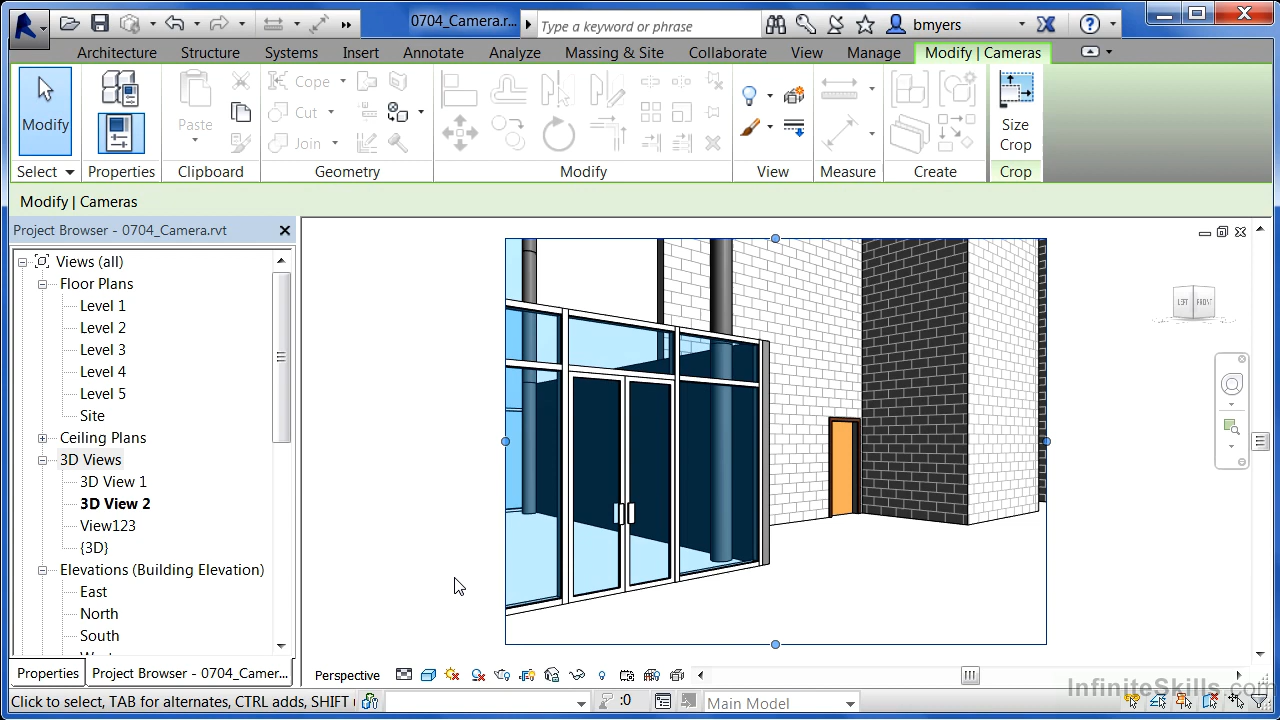 0704_Camera.r...
Type a keyword or phrase
bmyers
Architecture Structure Systems Insert Annotate Analyze Massing & Site Collaborate View Manage Modify | Cameras
Modify
Paste
Cope
Cut
Join
Size
Crop
Select Properties Clipboard Geometry Modify View Measure Create Crop
Modify | Cameras
Project Browser - 0704_Camera.rvt
Views (all)
Floor Plans
Level 1
Level 2
Level 3
Level 4
Level 5
Site
Ceiling Plans
3D Views
3D View 1
3D View 2
View123
{3D}
Elevations (Building Elevation)
East
North
South
LEFT FRONT
Properties Project Browser - 0704_Camer...
Perspective
Click to select, TAB for alternates, CTRL adds, SHIFT
:0
Main Model
InfiniteSkills.com